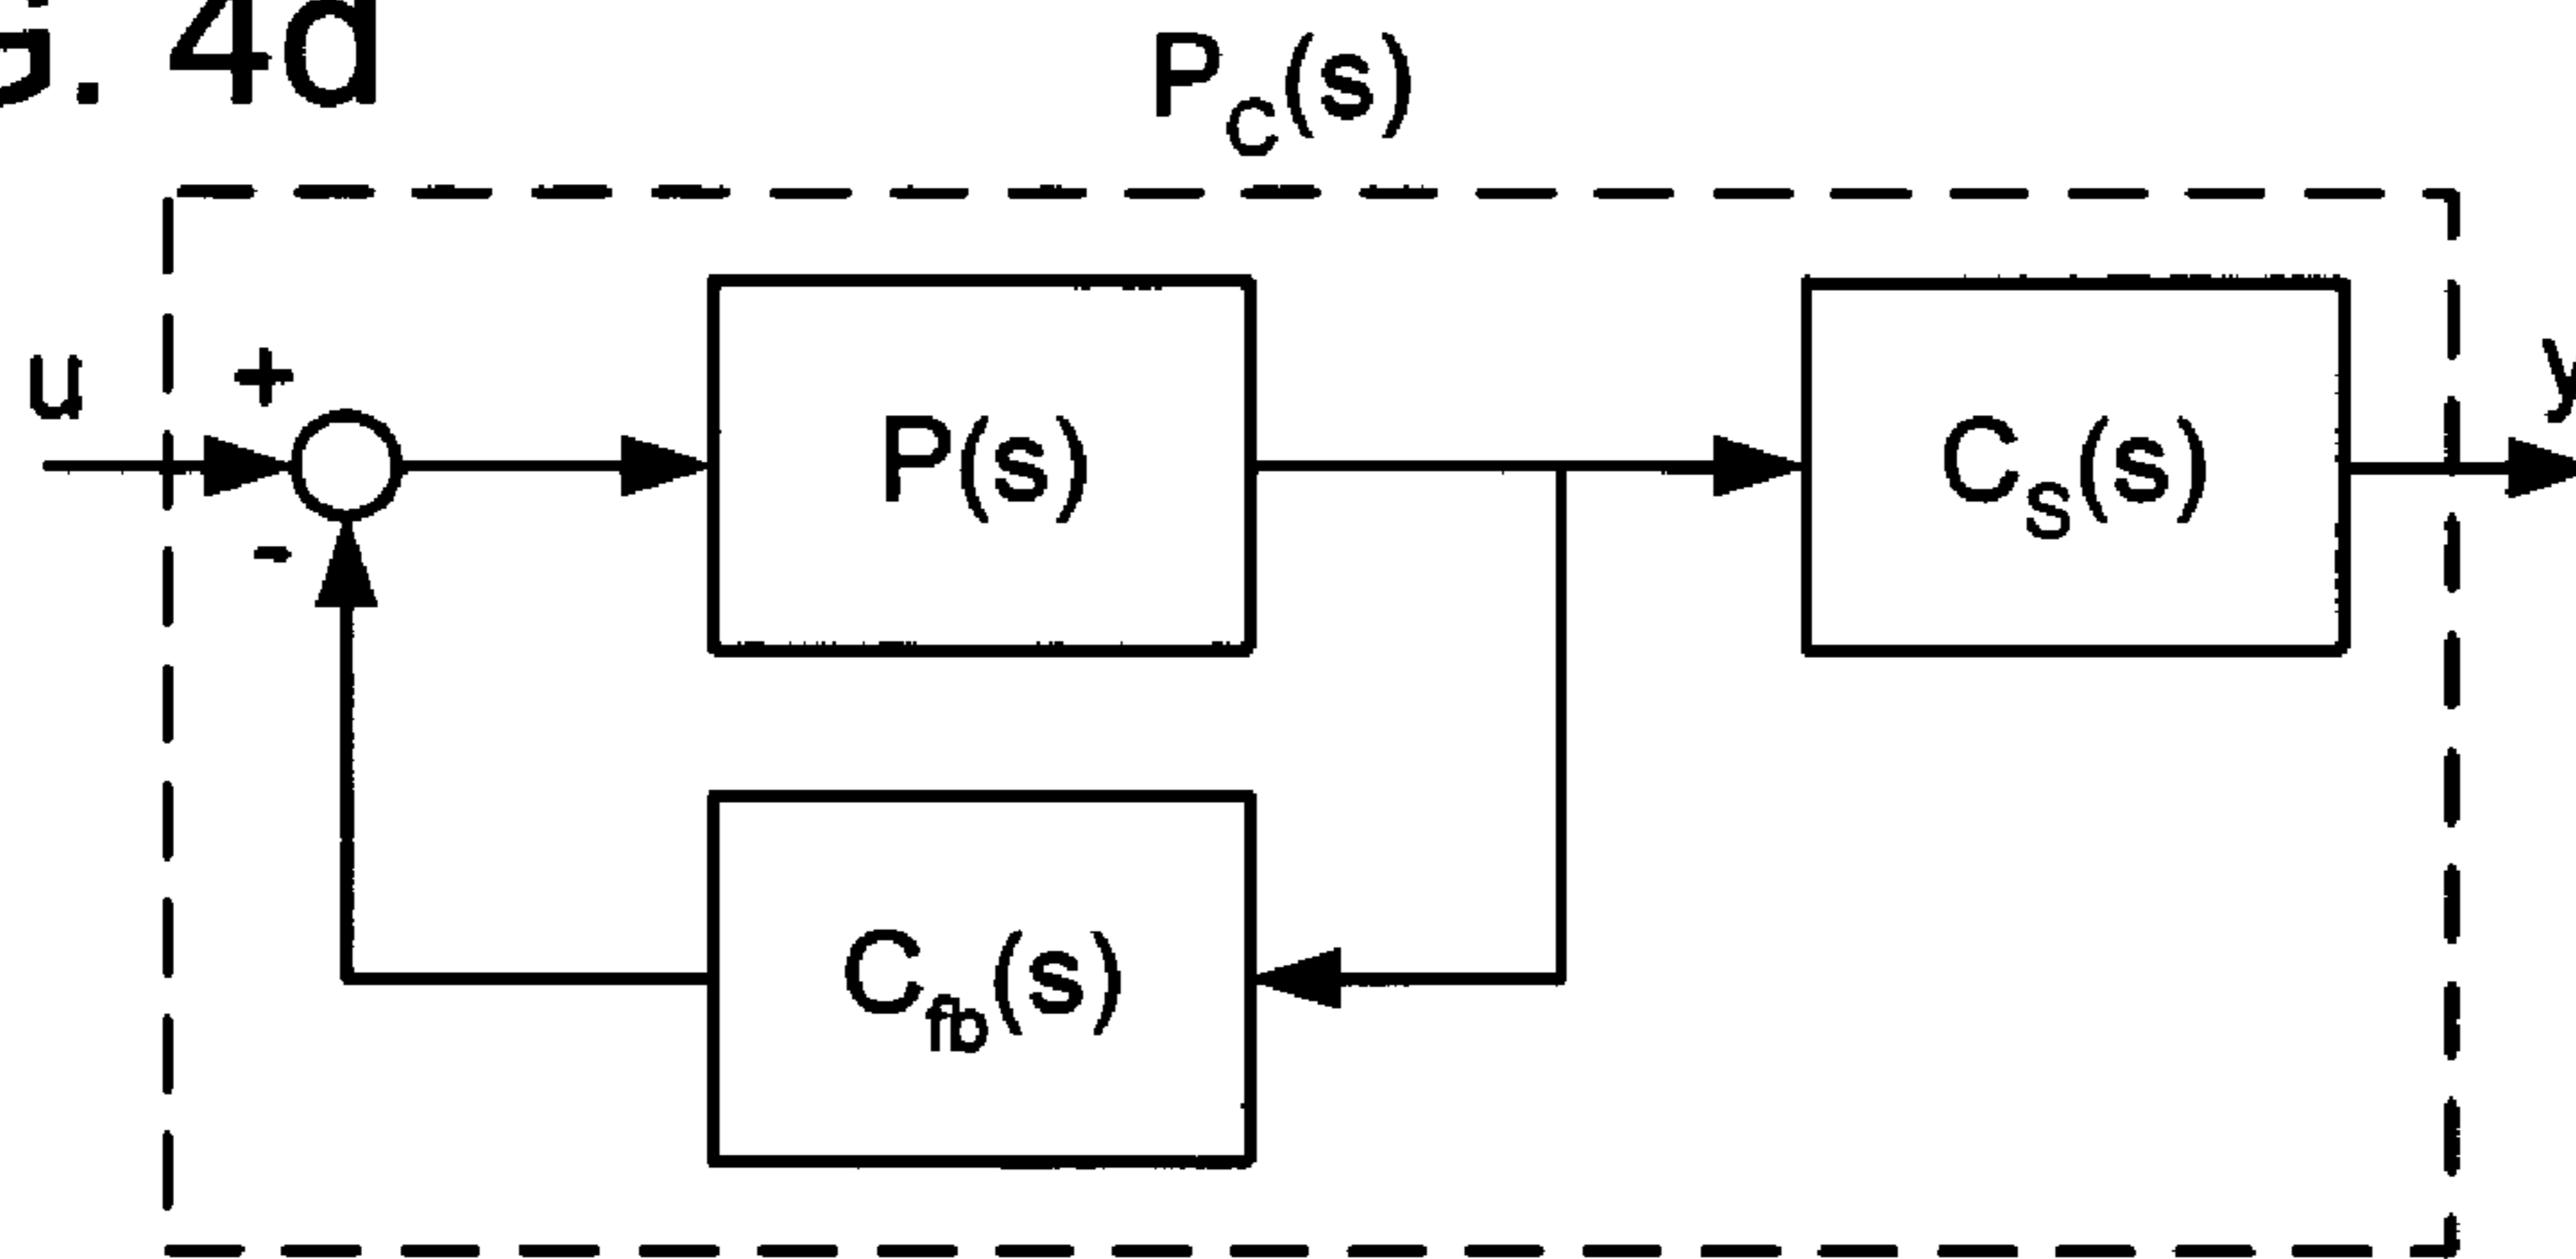 G. 4d
P_C(s)
u
+
P(s)
C_S(s)
y
-
C_fb(s)